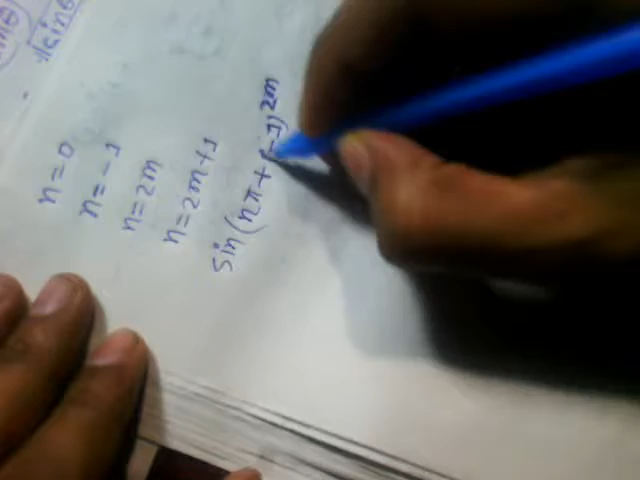 n=0
n=-1
n=2m
n=2m+1
sin(nπ+(-1)^2m